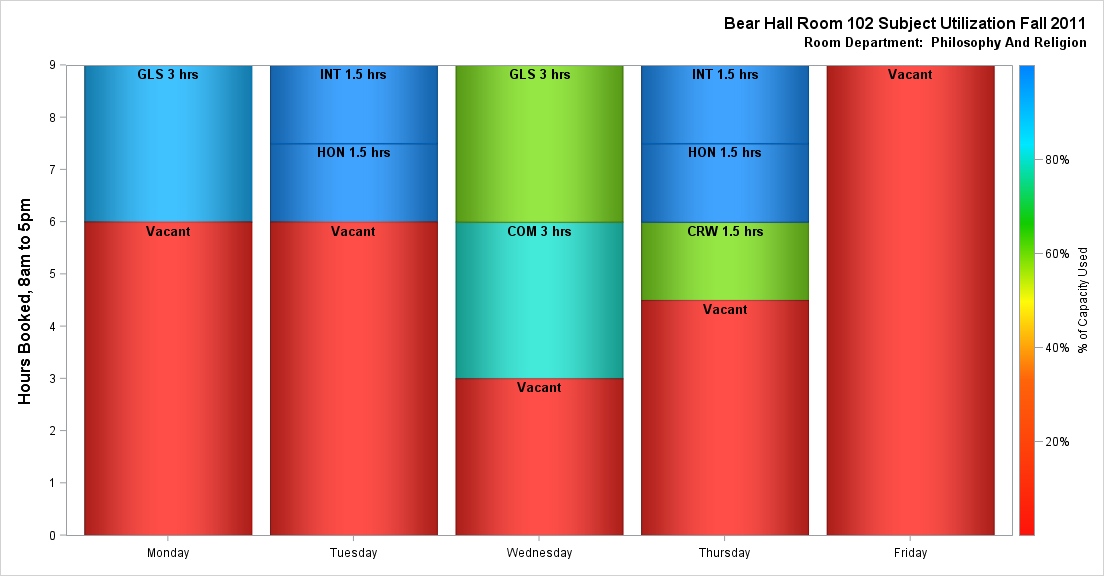 Bear Hall Room 102 Subject Utilization Fall 2011
Room Department:  Philosophy And Religion
Hours Booked, 8am to 5pm
9
8
7
6
5
4
3
2
1
0
GLS 3 hrs
Vacant
INT 1.5 hrs
HON 1.5 hrs
Vacant
GLS 3 hrs
COM 3 hrs
Vacant
INT 1.5 hrs
HON 1.5 hrs
CRW 1.5 hrs
Vacant
Vacant
Monday
Tuesday
Wednesday
Thursday
Friday
80%
60%
40%
20%
% of Capacity Used